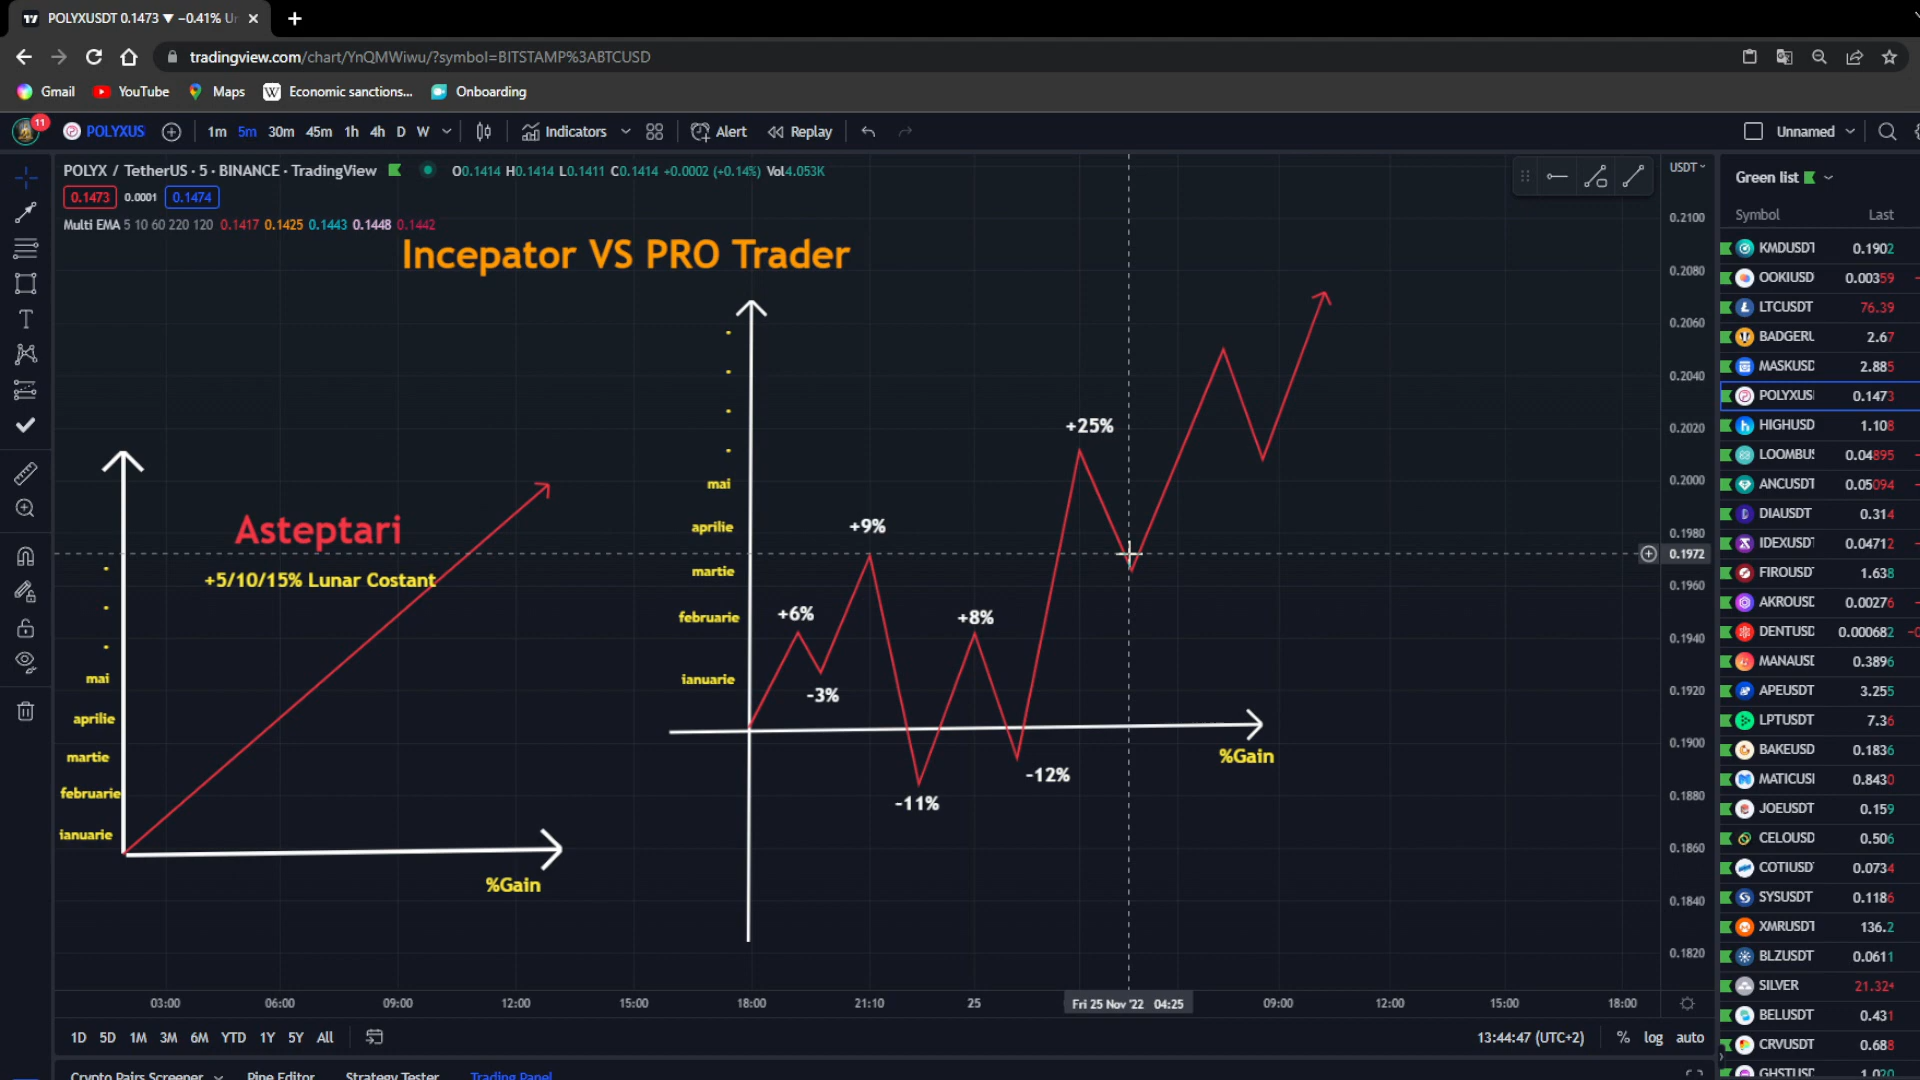 POLYXUSDT 0.1473 ▼ −0.41% U
tradingview.com/chart/YnQMWiwu/?symbol=BITSTAMP%3ABTCUSD
Gmail YouTube Maps Economic sanctions... Onboarding
11 POLYXUS 1m 5m 30m 45m 1h 4h D W Indicators Alert Replay Unnamed
POLYX / TetherUS · 5 · BINANCE · TradingView O0.1414 H0.1414 L0.1411 C0.1414 +0.0002 (+0.14%) Vol4.053K
0.1473 0.0001 0.1474
Multi EMA 5 10 60 220 120 0.1417 0.1425 0.1443 0.1448 0.1442
Incepator VS PRO Trader
Asteptari
+5/10/15% Lunar Costant
mai
aprilie
martie
februarie
ianuarie
%Gain
mai
aprilie
martie
februarie
ianuarie
+6%
-3%
+9%
-11%
+8%
-12%
+25%
%Gain
USDT
0.2100
0.2080
0.2060
0.2040
0.2020
0.2000
0.1980
0.1972
0.1960
0.1940
0.1920
0.1900
0.1880
0.1860
0.1840
0.1820
03:00 06:00 09:00 12:00 15:00 18:00 21:10 25 Fri 25 Nov '22 04:25 09:00 12:00 15:00 18:00
1D 5D 1M 3M 6M YTD 1Y 5Y All 13:44:47 (UTC+2) % log auto
Crypto Pairs Screener Pine Editor Strategy Tester Trading Panel
Green list
Symbol Last
KMDUSDT 0.1902
OOKIUSD 0.00359
LTCUSDT 76.39
BADGERU 2.67
MASKUSD 2.885
POLYXUS 0.1473
HIGHUSD 1.108
LOOMBUS 0.04895
ANCUSDT 0.05094
DIAUSDT 0.314
IDEXUSDT 0.04712
FIROUSDT 1.638
AKROUSD 0.00276
DENTUSD 0.000682
MANAUSD 0.3896
APEUSDT 3.255
LPTUSDT 7.36
BAKEUSD 0.1836
MATICUSI 0.8430
JOEUSDT 0.159
CELOUSD 0.506
COTIUSDT 0.0734
SYSUSDT 0.1186
XMRUSDT 136.2
BLZUSDT 0.0611
SILVER 21.324
BELUSDT 0.431
CRVUSDT 0.688
GHSTUSD 1.020